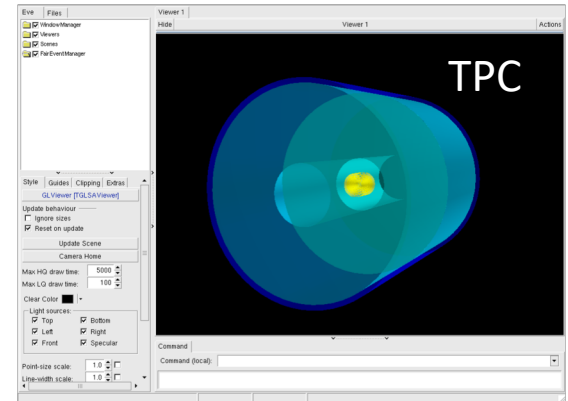 Eve Files
WindowManager
Viewers
Scenes
FairEventManager
Style Guides Clipping Extras
GLViewer [TGLSAViewer]
Update behaviour
Ignore sizes
Reset on update
Update Scene
Camera Home
Max HQ draw time: 5000
Max LQ draw time: 100
Clear Color
Light sources:
Top Bottom
Left Right
Front Specular
Point-size scale: 1.0
Line-width scale: 1.0
Viewer 1
Hide Viewer 1 Actions
TPC
Command
Command (local):